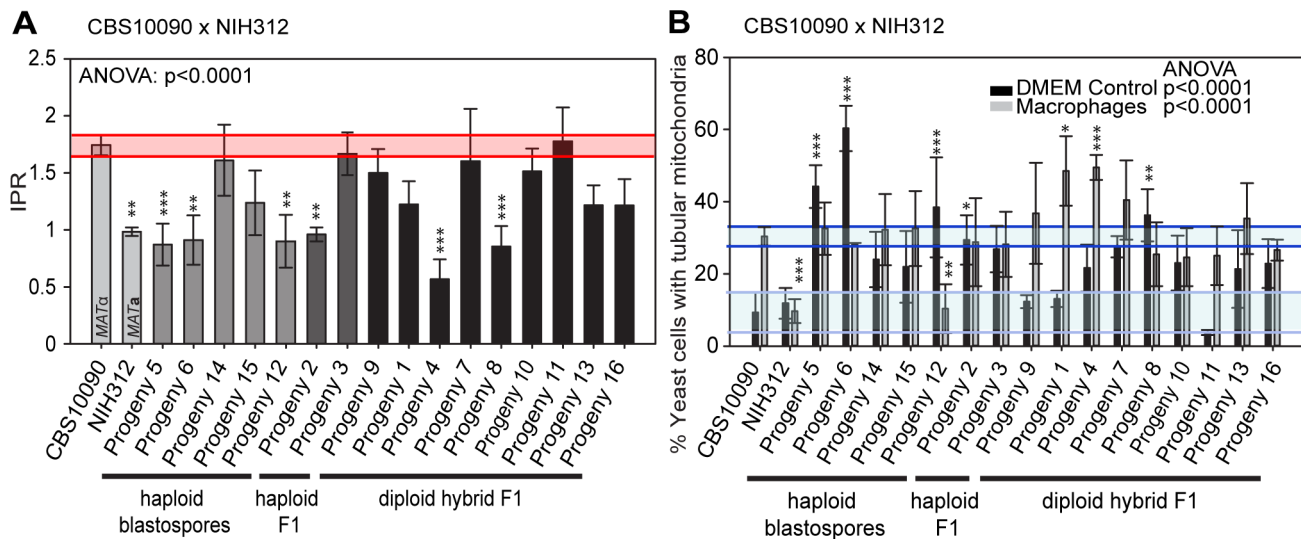 A
CBS10090 x NIH312
ANOVA: p<0.0001
IPR
2.5
2
1.5
1
0.5
0
MATα
MATa
**
***
**
**
**
***
***
CBS10090
NIH312
Progeny 5
Progeny 6
Progeny 14
Progeny 15
Progeny 12
Progeny 2
Progeny 3
Progeny 9
Progeny 1
Progeny 4
Progeny 7
Progeny 8
Progeny 10
Progeny 11
Progeny 13
Progeny 16
haploid
blastospores
haploid
F1
diploid hybrid F1
B
CBS10090 x NIH312
% Yeast cells with tubular mitochondria
80
60
40
20
0
ANOVA
DMEM Control p<0.0001
Macrophages p<0.0001
***
***
***
***
**
*
*
***
**
CBS10090
NIH312
Progeny 5
Progeny 6
Progeny 14
Progeny 15
Progeny 12
Progeny 2
Progeny 3
Progeny 9
Progeny 1
Progeny 4
Progeny 7
Progeny 8
Progeny 10
Progeny 11
Progeny 13
Progeny 16
haploid
blastospores
haploid
F1
diploid hybrid F1